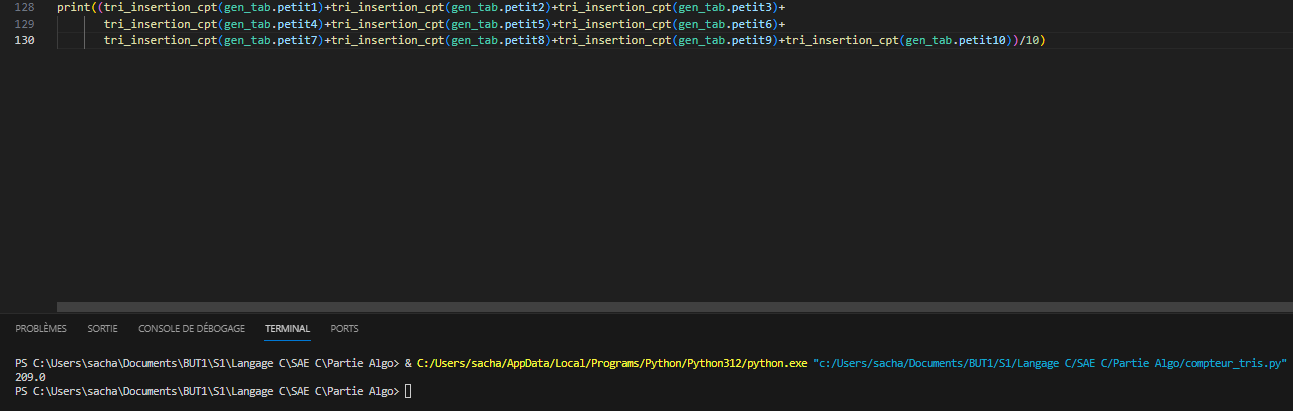 128 print((tri_insertion_cpt(gen_tab.petit1)+tri_insertion_cpt(gen_tab.petit2)+tri_insertion_cpt(gen_tab.petit3)+
129 tri_insertion_cpt(gen_tab.petit4)+tri_insertion_cpt(gen_tab.petit5)+tri_insertion_cpt(gen_tab.petit6)+
130 tri_insertion_cpt(gen_tab.petit7)+tri_insertion_cpt(gen_tab.petit8)+tri_insertion_cpt(gen_tab.petit9)+tri_insertion_cpt(gen_tab.petit10))/10)
PROBLÈMES SORTIE CONSOLE DE DÉBOGAGE TERMINAL PORTS
PS C:\Users\sacha\Documents\BUT1\S1\Langage C\SAE C\Partie Algo> & C:/Users/sacha/AppData/Local/Programs/Python/Python312/python.exe "c:/Users/sacha/Documents/BUT1/S1/Langage C/SAE C/Partie Algo/compteur_tris.py"
209.0
PS C:\Users\sacha\Documents\BUT1\S1\Langage C\SAE C\Partie Algo>